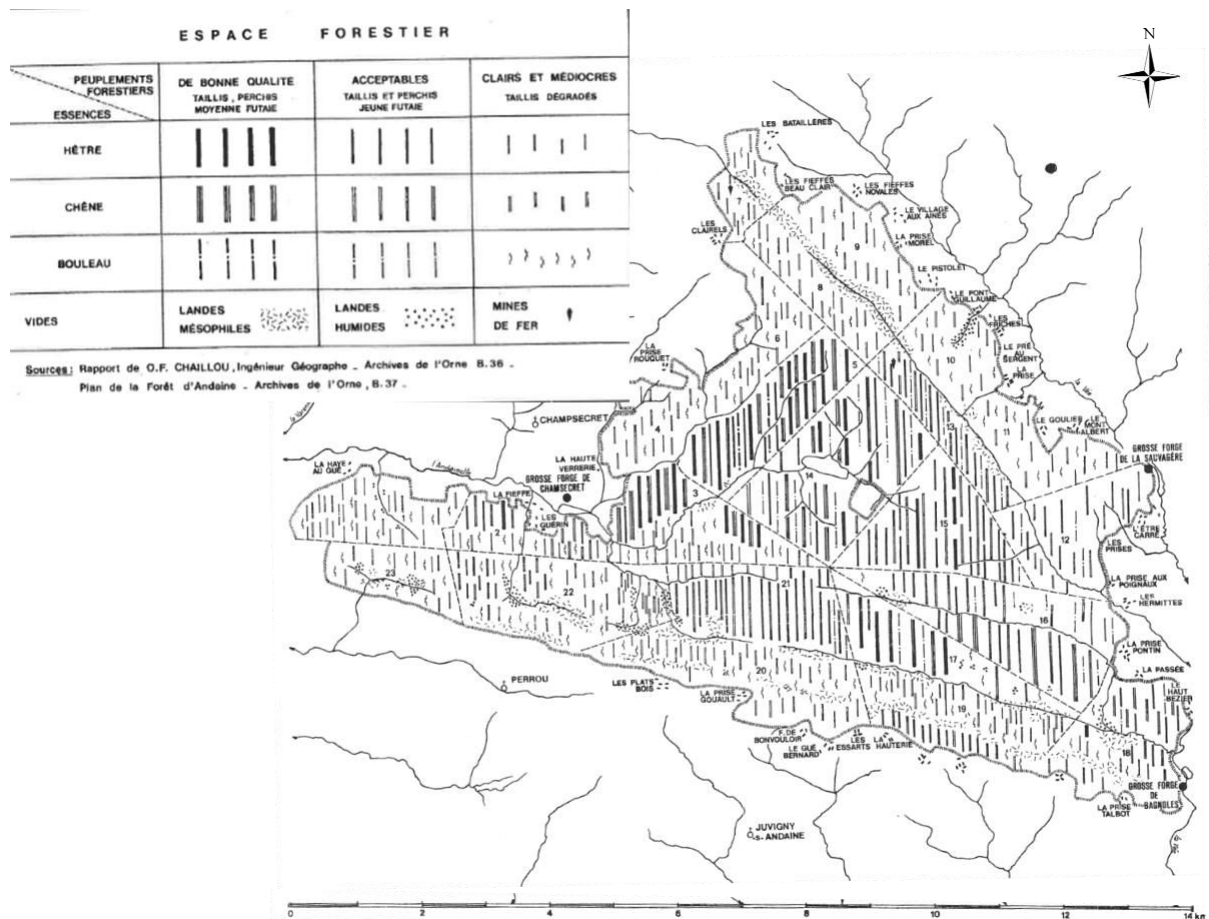 ESPACE FORESTIER
PEUPLEMENTS
FORESTIERS
ESSENCES
DE BONNE QUALITE
TAILLIS, PERCHIS
MOYENNE FUTAIE
ACCEPTABLES
TAILLIS ET PERCHIS
JEUNE FUTAIE
CLAIRS ET MÉDIOCRES
TAILLIS DÉGRADÉS
HÊTRE
CHÊNE
BOULEAU
VIDES
LANDES
MÉSOPHILES
LANDES
HUMIDES
MINES
DE FER
Sources: Rapport de O.F. CHAILLOU, Ingénieur Géographe _ Archives de l'Orne B.36 _
Plan de la Forêt d'Andaine _ Archives de l'Orne, B.37 _
N
LES BATAILLÈRES
LES FIEFFES
BEAU CLAIR
LES FIEFFES
NOVALES
7
LE VILLAGE
AUX AINÉS
LES
CLAIRELS
LA PRISE
MOREL
9
LE PISTOLET
8
LE PONT
GUILLAUME
LES
FRICHES
6
LA
PRISE
ROUQUET
5
10
LE PRÉ
AU
SERGENT
LA
PRISE
CHAMPSECRET
4
13
11
LE GOULIER
LE
MONT
ALBERT
GROSSE FORGE
DE LA SAUVAGÈRE
LA HAUTE
VERRERIE
LA HAYE
AU GUÉ
GROSSE FORGE DE
CHAMSECRET
14
1
LA FIEFFE
3
LES
GUÉRIN
2
15
12
L'ÊTRE
CARRÉ
LES
PRISES
23
21
LA PRISE AUX
POIGNAUX
22
LES
HERMITTES
16
LA PRISE
PONTIN
17
LA PASSÉE
PERROU
20
LES PLATS
BOIS
LA PRISE
GOUAULT
LE
HAUT
BEZIER
19
F. DE
BONVOULOIR
LES
ESSARTS
LA
HAUTERIE
LE GUÉ
BERNARD
18
GROSSE FORGE
DE
BAGNOLES
LA PRISE
TALBOT
JUVIGNY
-s- ANDAINE
0 2 4 6 8 10 12 14 km